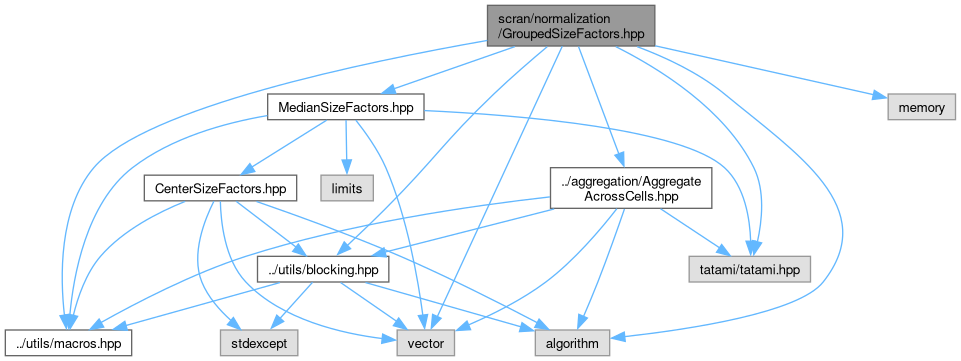 scran/normalization
/GroupedSizeFactors.hpp
MedianSizeFactors.hpp
memory
CenterSizeFactors.hpp
limits
../aggregation/Aggregate
AcrossCells.hpp
../utils/blocking.hpp
tatami/tatami.hpp
../utils/macros.hpp
stdexcept
vector
algorithm